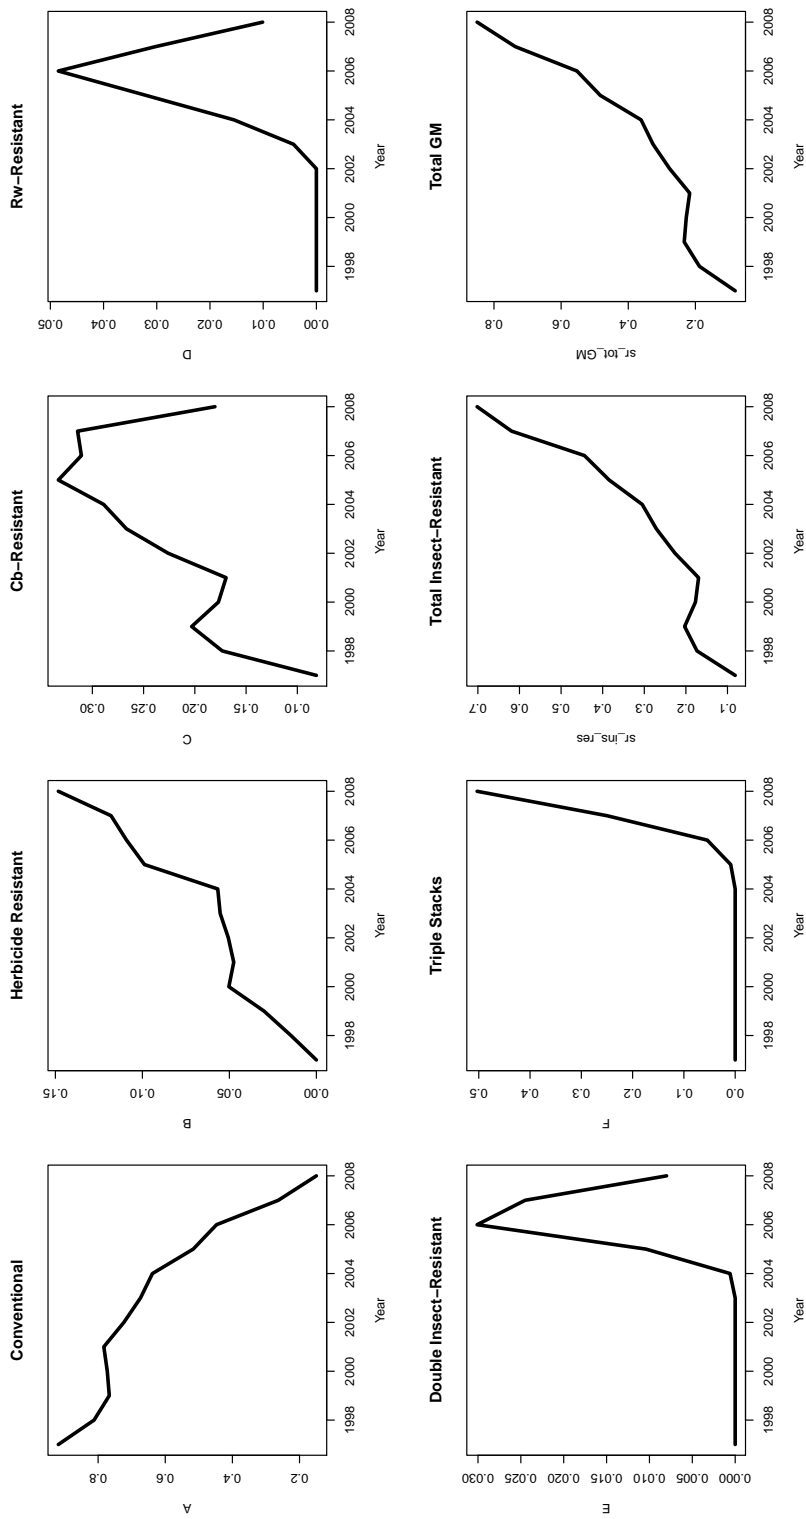 Conventional
A
0.8
0.6
0.4
0.2
1998 2000 2002 2004 2006 2008
Year
Herbicide Resistant
B
0.15
0.10
0.05
0.00
1998 2000 2002 2004 2006 2008
Year
Cb−Resistant
C
0.30
0.25
0.20
0.15
0.10
1998 2000 2002 2004 2006 2008
Year
Rw−Resistant
D
0.05
0.04
0.03
0.02
0.01
0.00
1998 2000 2002 2004 2006 2008
Year
Double Insect−Resistant
E
0.030
0.025
0.020
0.015
0.010
0.005
0.000
1998 2000 2002 2004 2006 2008
Year
Triple Stacks
F
0.5
0.4
0.3
0.2
0.1
0.0
1998 2000 2002 2004 2006 2008
Year
Total Insect−Resistant
sr_ins_res
0.7
0.6
0.5
0.4
0.3
0.2
0.1
1998 2000 2002 2004 2006 2008
Year
Total GM
sr_tot_GM
0.8
0.6
0.4
0.2
1998 2000 2002 2004 2006 2008
Year